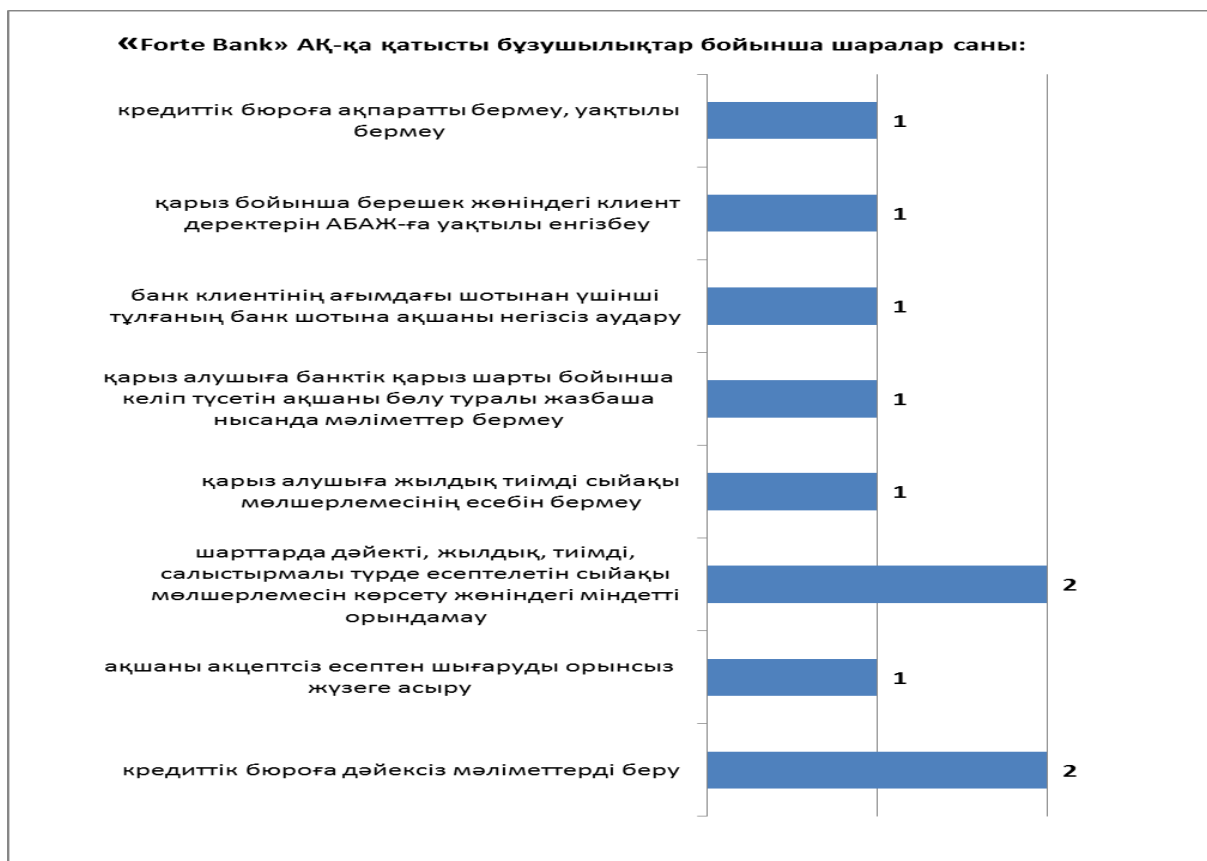 «Forte Bank» АҚ-қа қатысты бұзушылықтар бойынша шаралар саны:
кредиттік бюроға ақпаратты бермеу, уақтылы
бермеу
1
қарыз бойынша берешек жөніндегі клиент
деректерін АБАЖ-ға уақтылы енгізбеу
1
банк клиентінің ағымдағы шотынан үшінші
тұлғаның банк шотына ақшаны негізсіз аудару
1
қарыз алушыға банктік қарыз шарты бойынша
келіп түсетін ақшаны бөлу туралы жазбаша
нысанда мәліметтер бермеу
1
қарыз алушыға жылдық тиімді сыйақы
мөлшерлемесінің есебін бермеу
1
шарттарда дәйекті, жылдық, тиімді,
салыстырмалы түрде есептелетін сыйақы
мөлшерлемесін көрсету жөніндегі міндетті
орындамау
2
ақшаны акцептсіз есептен шығаруды орынсыз
жүзеге асыру
1
кредиттік бюроға дәйексіз мәліметтерді беру
2